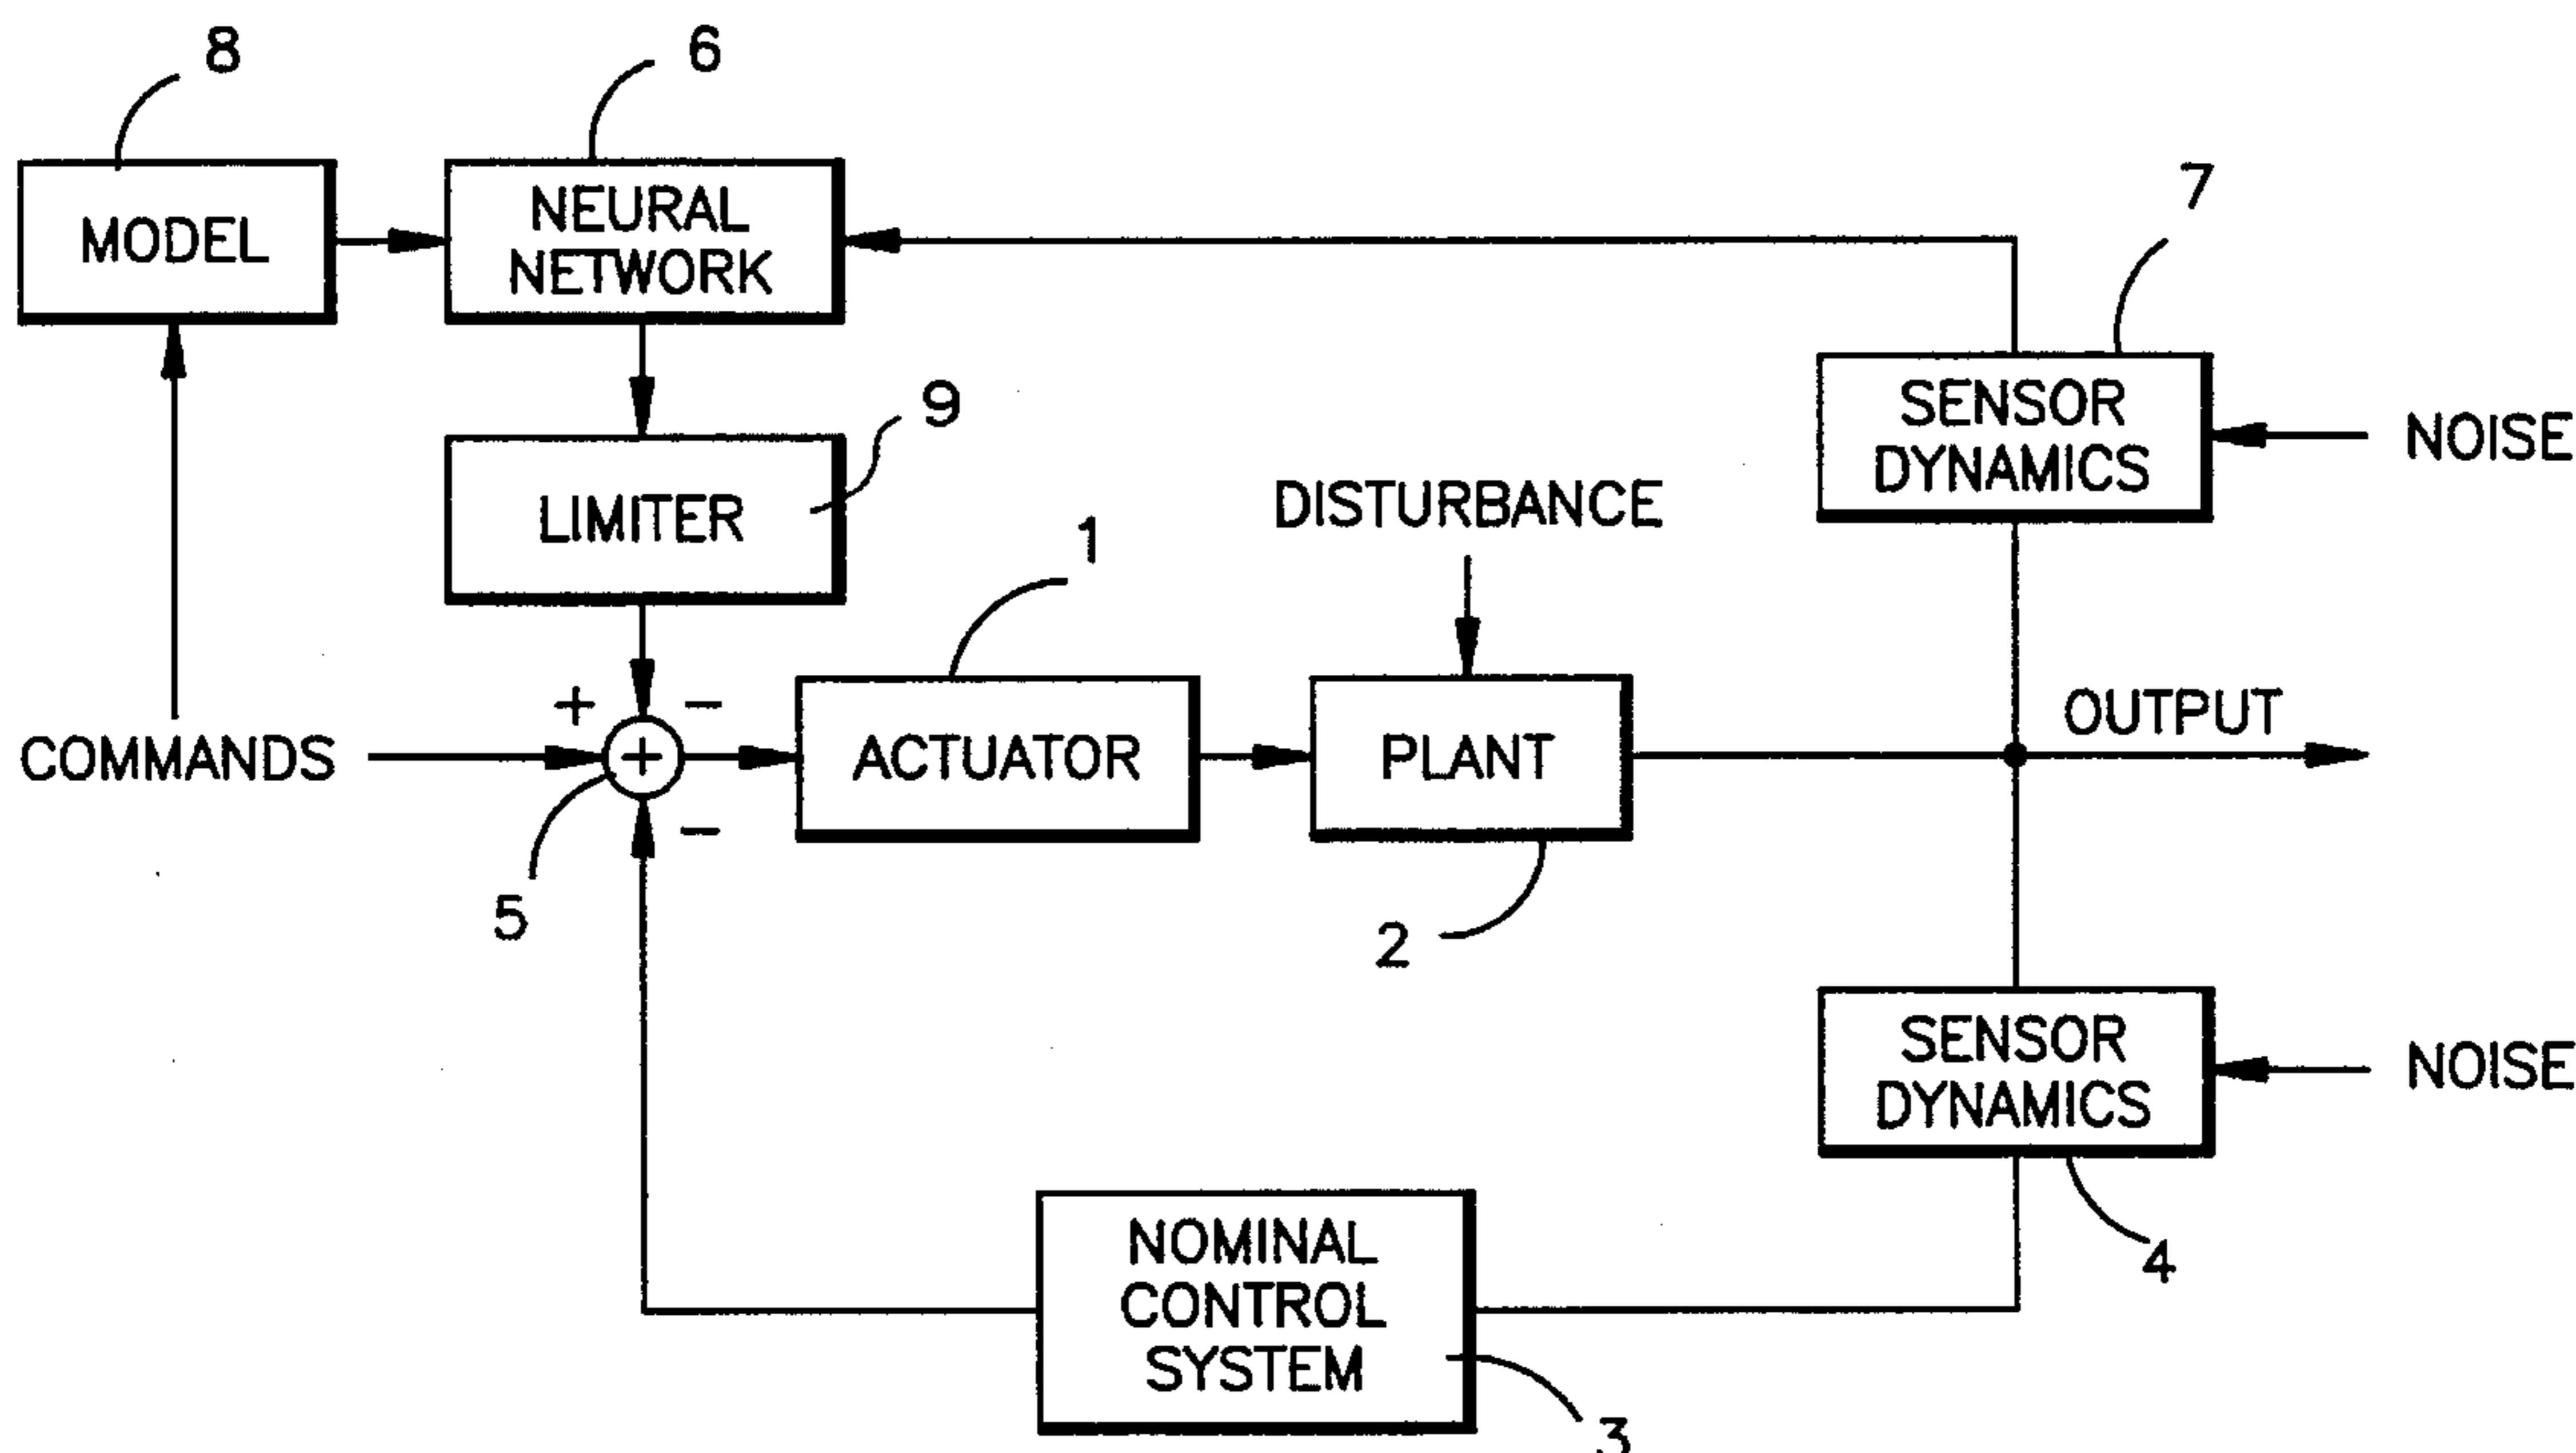 8
6
MODEL
NEURAL
NETWORK
7
9
SENSOR
DYNAMICS
NOISE
LIMITER
DISTURBANCE
1
+
−
OUTPUT
COMMANDS
+
ACTUATOR
PLANT
−
5
2
SENSOR
DYNAMICS
NOISE
NOMINAL
CONTROL
SYSTEM
4
3